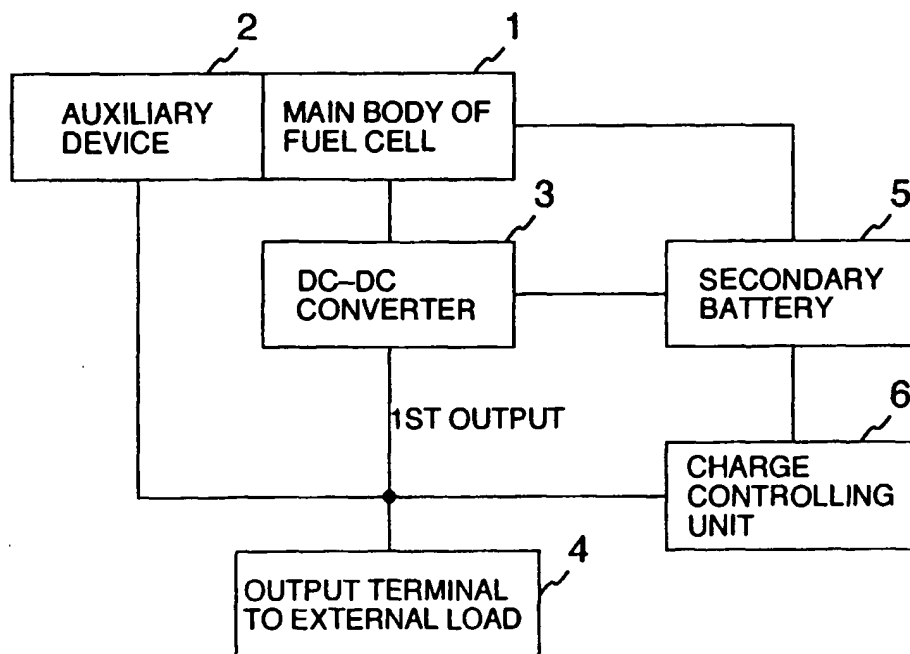 2
1
AUXILIARY
DEVICE
MAIN BODY OF
FUEL CELL
3
5
DC–DC
CONVERTER
SECONDARY
BATTERY
1ST OUTPUT
6
CHARGE
CONTROLLING
UNIT
4
OUTPUT TERMINAL
TO EXTERNAL LOAD